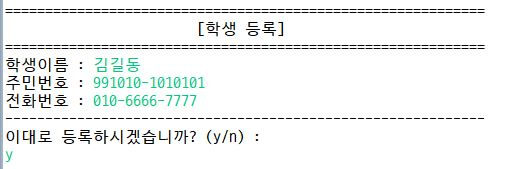 ============================================================
[학생 등록]
============================================================
학생이름 : 김길동
주민번호 : 991010-1010101
전화번호 : 010-6666-7777
------------------------------------------------------------
이대로 등록하시겠습니까? (y/n) :
y